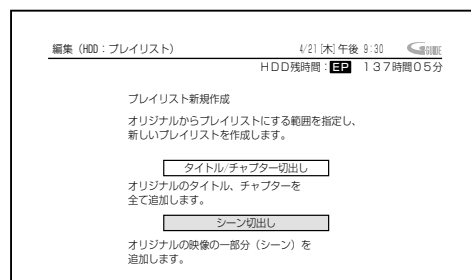 編集（HDD：プレイリスト）
4/21[木]午後 9:30 GGUIDE
HDD残時間：EP 137時間05分
プレイリスト新規作成
オリジナルからプレイリストにする範囲を指定し、
新しいプレイリストを作成します。
タイトル/チャプター切出し
オリジナルのタイトル、チャプターを
全て追加します。
シーン切出し
オリジナルの映像の一部分（シーン）を
追加します。